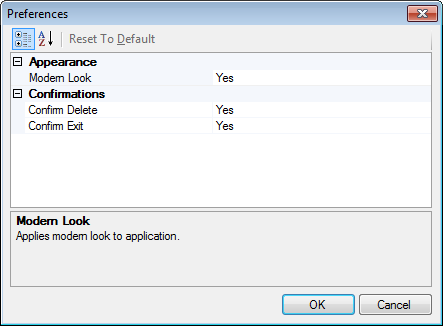 Preferences
A Z Reset To Default
Appearance
Modern Look Yes
Confirmations
Confirm Delete Yes
Confirm Exit Yes
Modern Look
Applies modern look to application.
OK Cancel